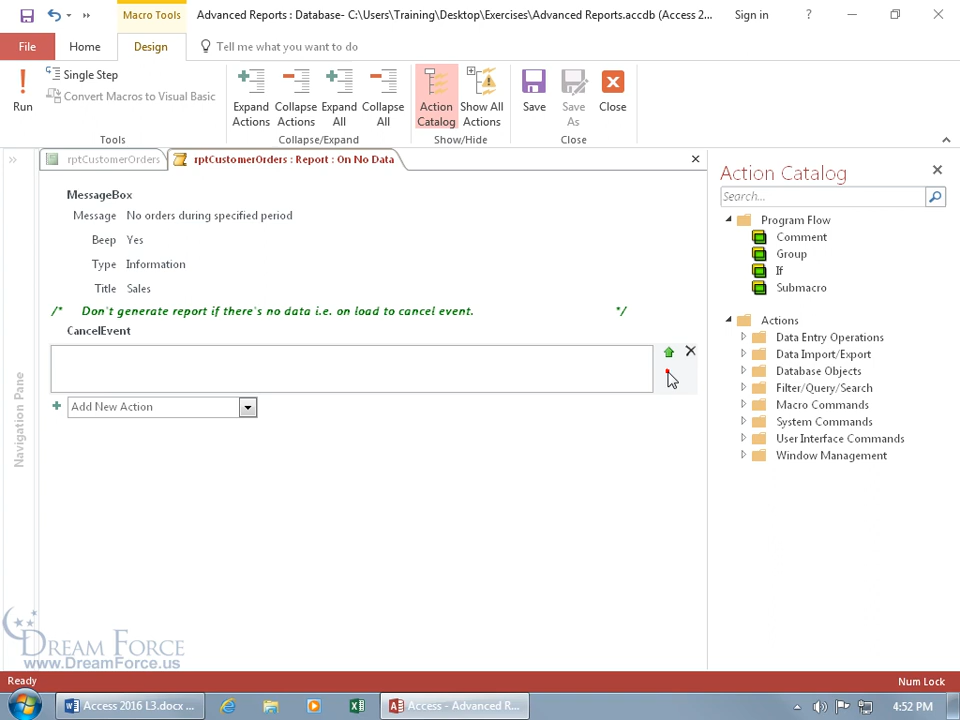 Macro Tools
Advanced Reports : Database- C:\Users\Training\Desktop\Exercises\Advanced Reports.accdb (Access 2...
Sign in
?
File
Home
Design
Tell me what you want to do
Run
Single Step
Convert Macros to Visual Basic
Tools
Expand Actions
Collapse Actions
Expand All
Collapse All
Collapse/Expand
Action Catalog
Show All Actions
Show/Hide
Save
Save As
Close
Close
rptCustomerOrders
rptCustomerOrders : Report : On No Data
MessageBox
Message No orders during specified period
Beep Yes
Type Information
Title Sales
/* Don't generate report if there's no data i.e. on load to cancel event. */
CancelEvent
Add New Action
Navigation Pane
Action Catalog
Search...
Program Flow
Comment
Group
If
Submacro
Actions
Data Entry Operations
Data Import/Export
Database Objects
Filter/Query/Search
Macro Commands
System Commands
User Interface Commands
Window Management
DREAM FORCE
www.DreamForce.us
Ready
Num Lock
Access 2016 L3.docx ...
Access - Advanced R...
4:52 PM